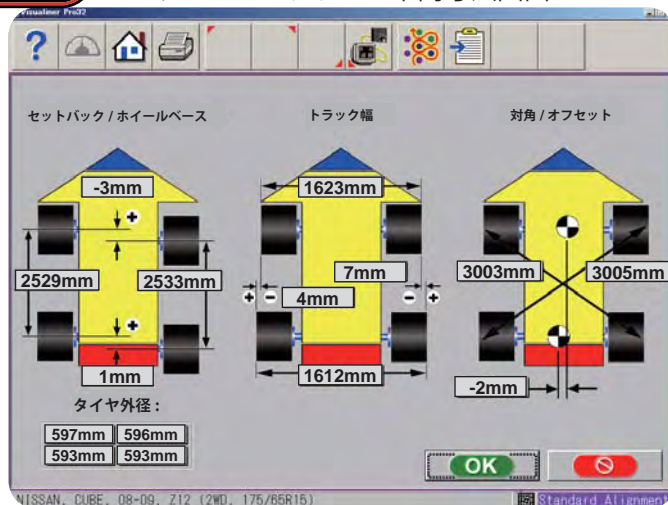 Visualiner Pro32
セットバック / ホイールベース
トラック幅
対角 / オフセット
-3mm
2529mm
2533mm
1mm
1623mm
7mm
4mm
1612mm
3003mm
3005mm
-2mm
タイヤ外径 :
597mm 596mm
593mm 593mm
OK
NISSAN, CUBE, 08-09, Z12 (2WD, 175/65R15)
Standard Alignment